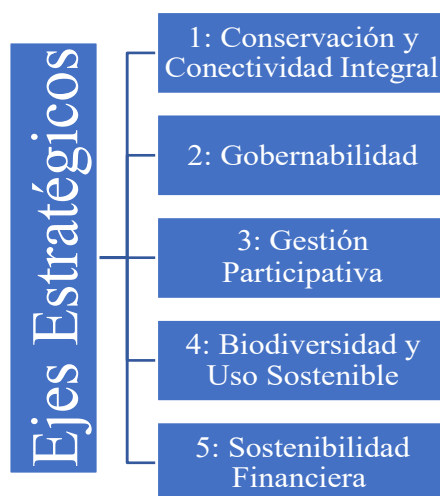 Ejes Estratégicos
1: Conservación y
Conectividad Integral
2: Gobernabilidad
3: Gestión
Participativa
4: Biodiversidad y
Uso Sostenible
5: Sostenibilidad
Financiera